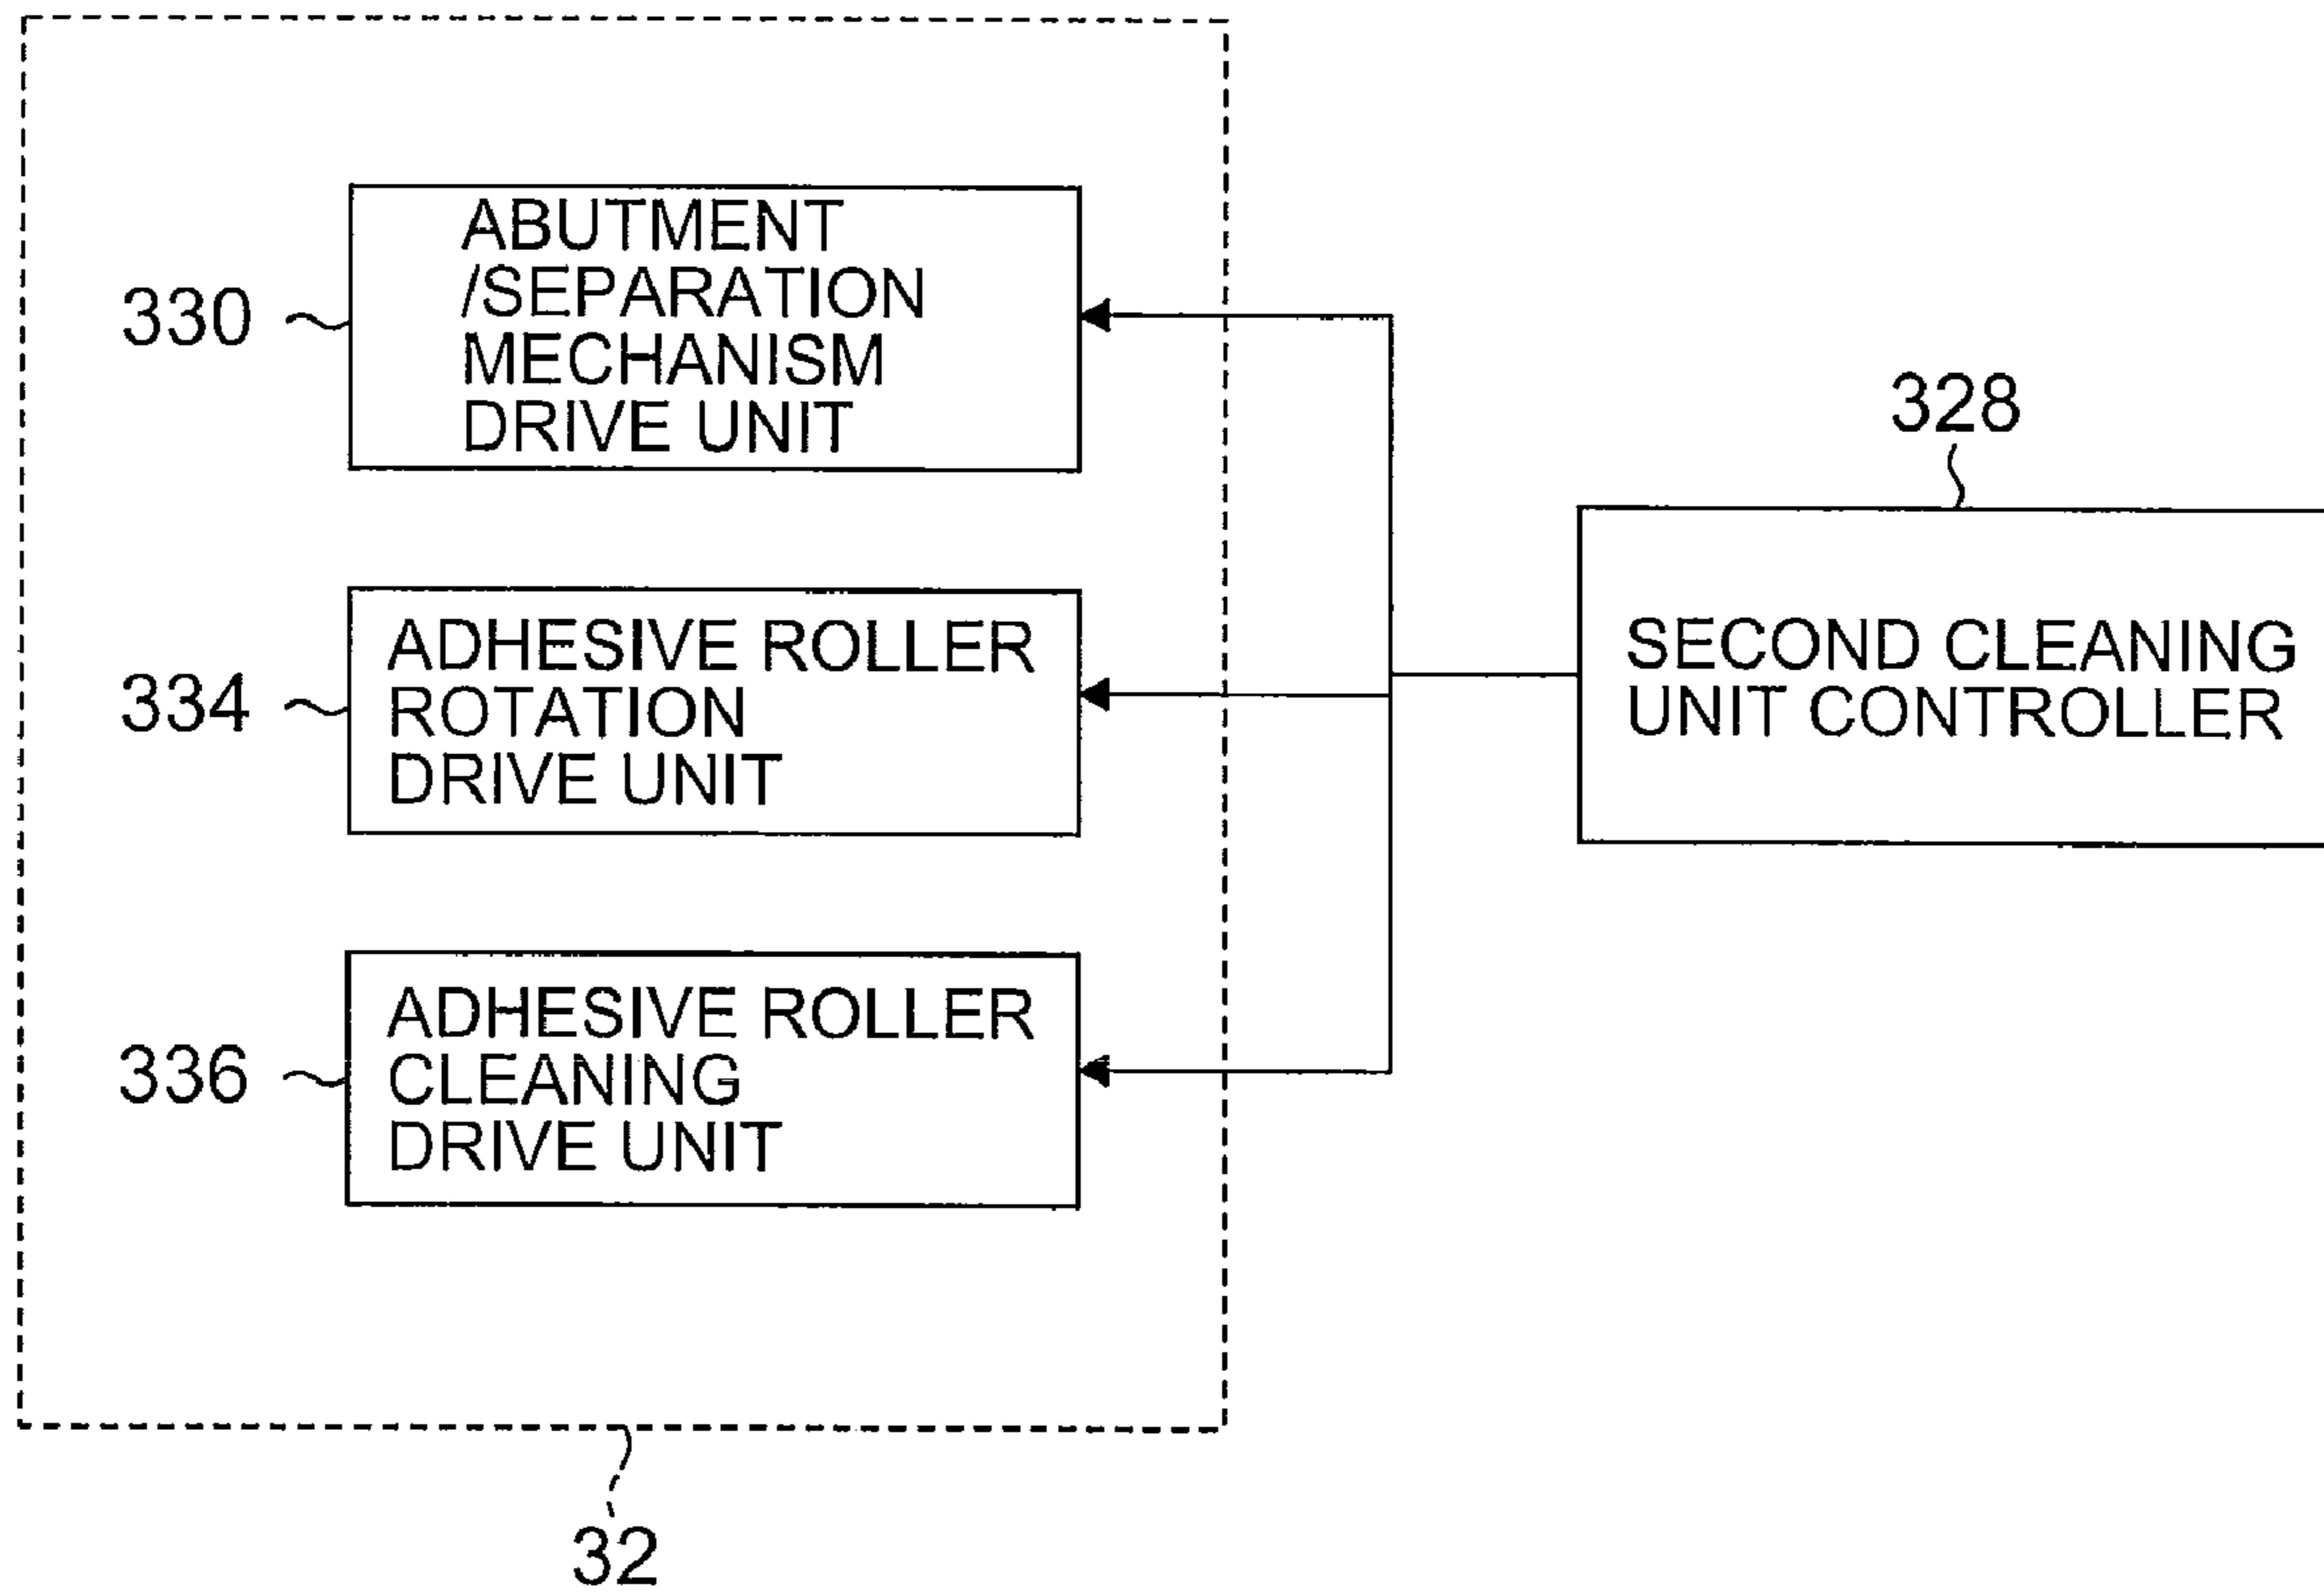 330
ABUTMENT
/SEPARATION
MECHANISM
DRIVE UNIT
334
ADHESIVE ROLLER
ROTATION
DRIVE UNIT
336
ADHESIVE ROLLER
CLEANING
DRIVE UNIT
32
328
SECOND CLEANING
UNIT CONTROLLER